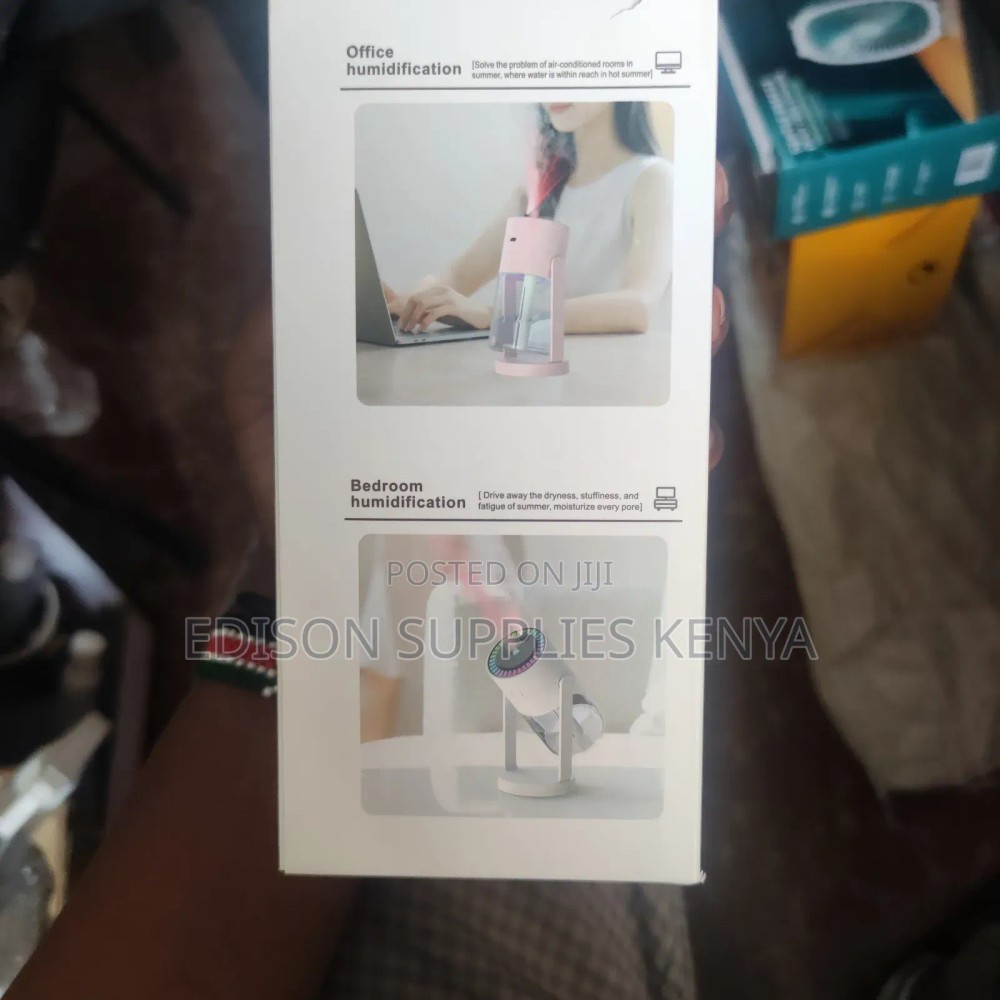 Office
humidification
[Solve the problem of air-conditioned rooms in
summer, where water is within reach in hot summer]
Bedroom
humidification
[ Drive away the dryness, stuffiness, and
fatigue of summer, moisturize every pore]
POSTED ON JIJI
EDISON SUPPLIES KENYA